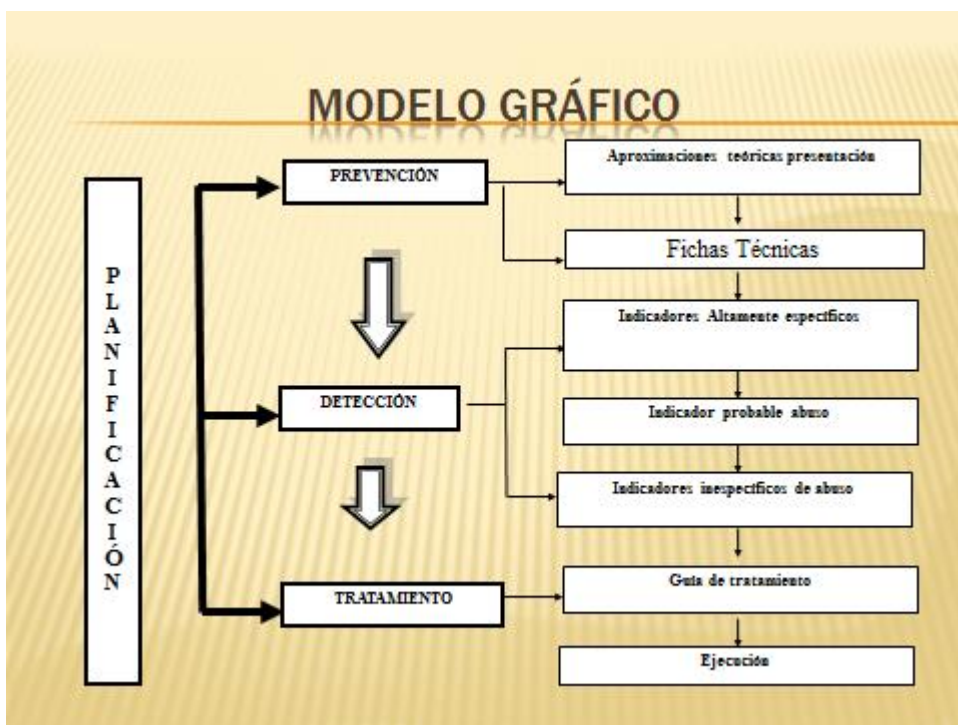 MODELO GRÁFICO
PLANIFICACIÓN
PREVENCIÓN
Aproximaciones teóricas presentación
Fichas Técnicas
DETECCIÓN
Indicadores Altamente específicos
Indicador probable abuso
Indicadores inespecíficos de abuso
TRATAMIENTO
Guía de tratamiento
Ejecución